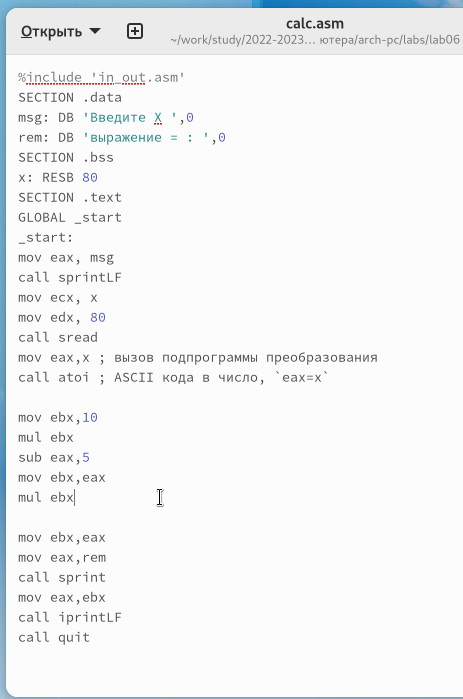 calc.asm
Открыть
~/work/study/2022-2023... ютера/arch-pc/labs/lab06
%include 'in_out.asm'
SECTION .data
msg: DB 'Введите X ',0
rem: DB 'выражение = : ',0
SECTION .bss
x: RESB 80
SECTION .text
GLOBAL _start
_start:
mov eax, msg
call sprintLF
mov ecx, x
mov edx, 80
call sread
mov eax,x ; вызов подпрограммы преобразования
call atoi ; ASCII кода в число, `eax=x`
mov ebx,10
mul ebx
sub eax,5
mov ebx,eax
mul ebx
mov ebx,eax
mov eax,rem
call sprint
mov eax,ebx
call iprintLF
call quit